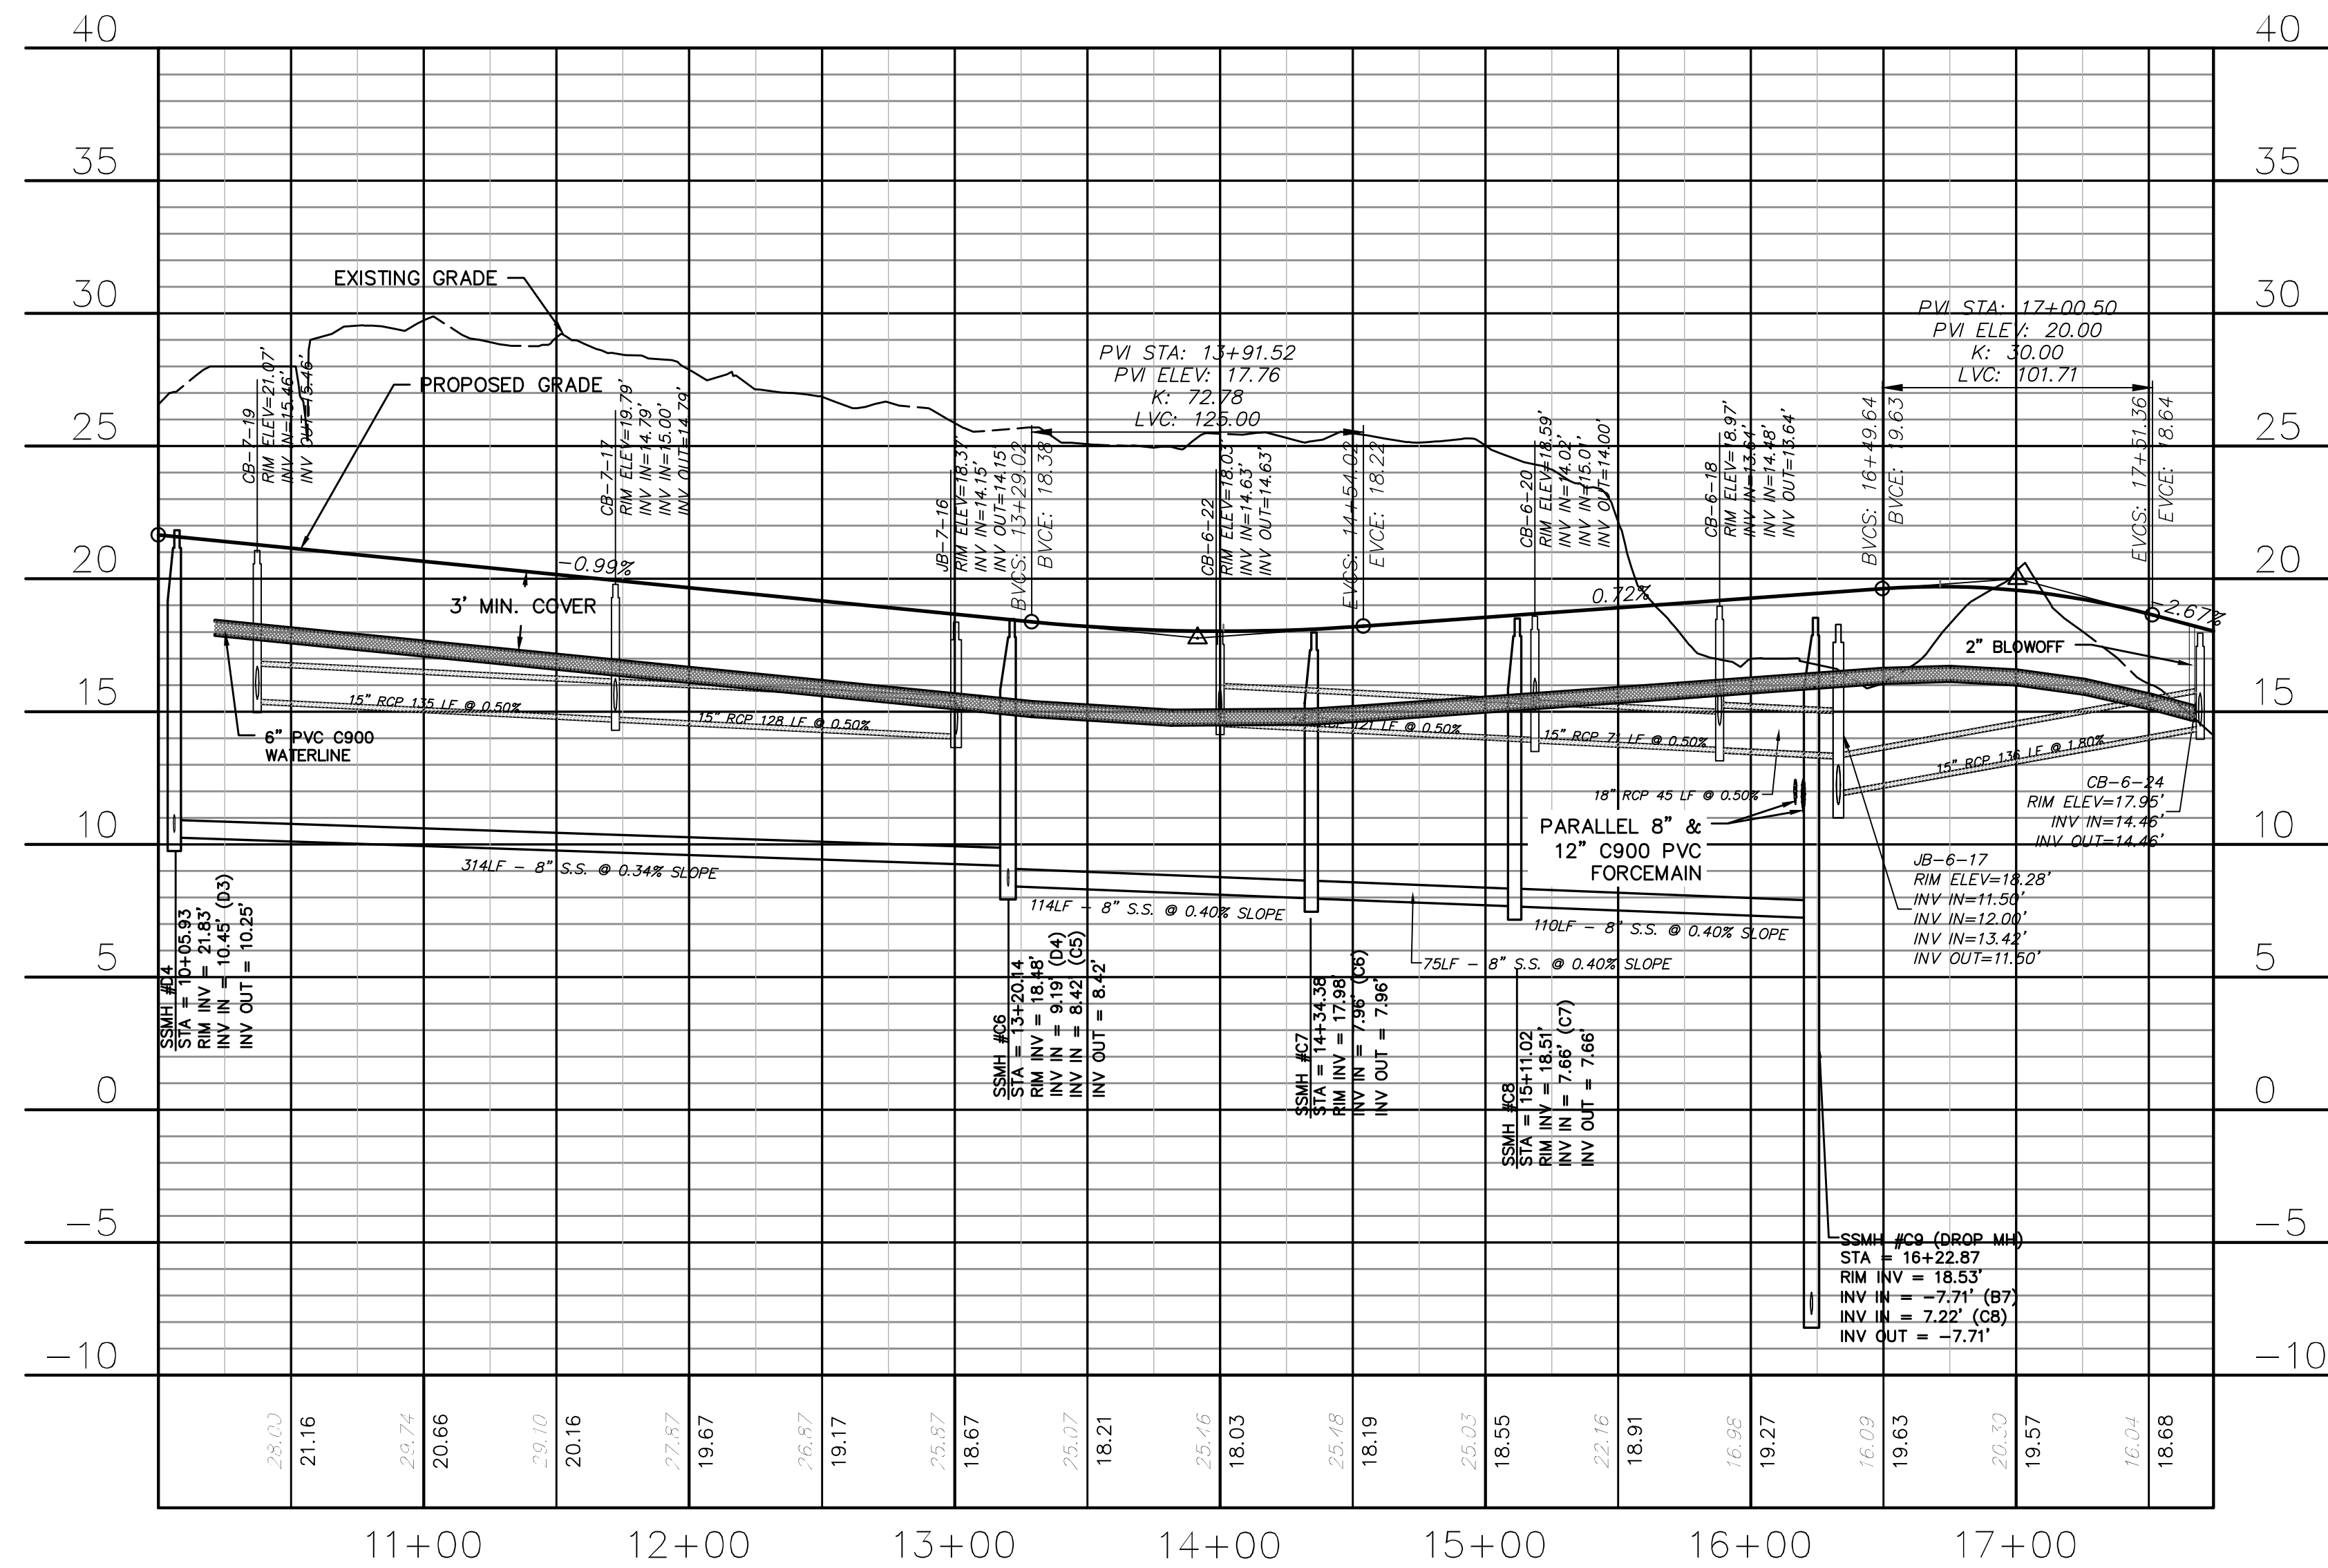 40
40
35
35
30
30
25
25
20
20
15
15
10
10
5
5
0
0
-5
-5
-10
-10
EXISTING GRADE
PROPOSED GRADE
CB-7-19
RIM ELEV=21.07'
INV IN=15.46'
INV OUT=15.46'
CB-7-17
RIM ELEV=19.79'
INV IN=14.79'
INV IN=15.00'
INV OUT=14.79'
JB-7-16
RIM ELEV=18.37'
INV IN=14.15'
INV OUT=14.15'
BVCS: 13+29.02
BVCE: 18.38
PVI STA: 13+91.52
PVI ELEV: 17.76
K: 72.78
LVC: 125.00
CB-6-22
RIM ELEV=18.03'
INV IN=14.63'
INV OUT=14.63'
EVCS: 14+54.02
EVCE: 18.22
CB-6-20
RIM ELEV=18.59'
INV IN=14.02'
INV IN=15.01'
INV OUT=14.00'
CB-6-18
RIM ELEV=18.97'
INV IN=13.64'
INV IN=14.48'
INV OUT=13.64'
PVI STA: 17+00.50
PVI ELEV: 20.00
K: 30.00
LVC: 101.71
BVCS: 16+49.64
BVCE: 19.63
EVCS: 17+51.36
EVCE: 18.64
-0.99%
0.72%
-2.67%
3' MIN. COVER
2" BLOWOFF
6" PVC C900
WATERLINE
15" RCP 135 LF @ 0.50%
15" RCP 128 LF @ 0.50%
121 LF @ 0.50%
15" RCP 71 LF @ 0.50%
18" RCP 45 LF @ 0.50%
15" RCP 136 LF @ 1.80%
PARALLEL 8" &
12" C900 PVC
FORCEMAIN
CB-6-24
RIM ELEV=17.95'
INV IN=14.46'
INV OUT=14.46'
JB-6-17
RIM ELEV=18.28'
INV IN=11.50'
INV IN=12.00'
INV IN=13.42'
INV OUT=11.50'
314LF - 8" S.S. @ 0.34% SLOPE
114LF - 8" S.S. @ 0.40% SLOPE
75LF - 8" S.S. @ 0.40% SLOPE
110LF - 8" S.S. @ 0.40% SLOPE
SSMH #D4
STA = 10+05.93
RIM INV = 21.83'
INV IN = 10.45' (D3)
INV OUT = 10.25'
SSMH #C6
STA = 13+20.14
RIM INV = 18.48'
INV IN = 9.19' (D4)
INV IN = 8.42' (C5)
INV OUT = 8.42'
SSMH #C7
STA = 14+34.38
RIM INV = 17.98'
INV IN = 7.96' (C6)
INV OUT = 7.96'
SSMH #C8
STA = 15+11.02
RIM INV = 18.51'
INV IN = 7.66' (C7)
INV OUT = 7.66'
SSMH #C9 (DROP MH)
STA = 16+22.87
RIM INV = 18.53'
INV IN = -7.71' (B7)
INV IN = 7.22' (C8)
INV OUT = -7.71'
28.00
21.16
29.74
20.66
29.10
20.16
27.87
19.67
26.87
19.17
25.87
18.67
25.07
18.21
25.46
18.03
25.48
18.19
25.03
18.55
22.16
18.91
16.98
19.27
16.09
19.63
20.30
19.57
16.04
18.68
11+00
12+00
13+00
14+00
15+00
16+00
17+00